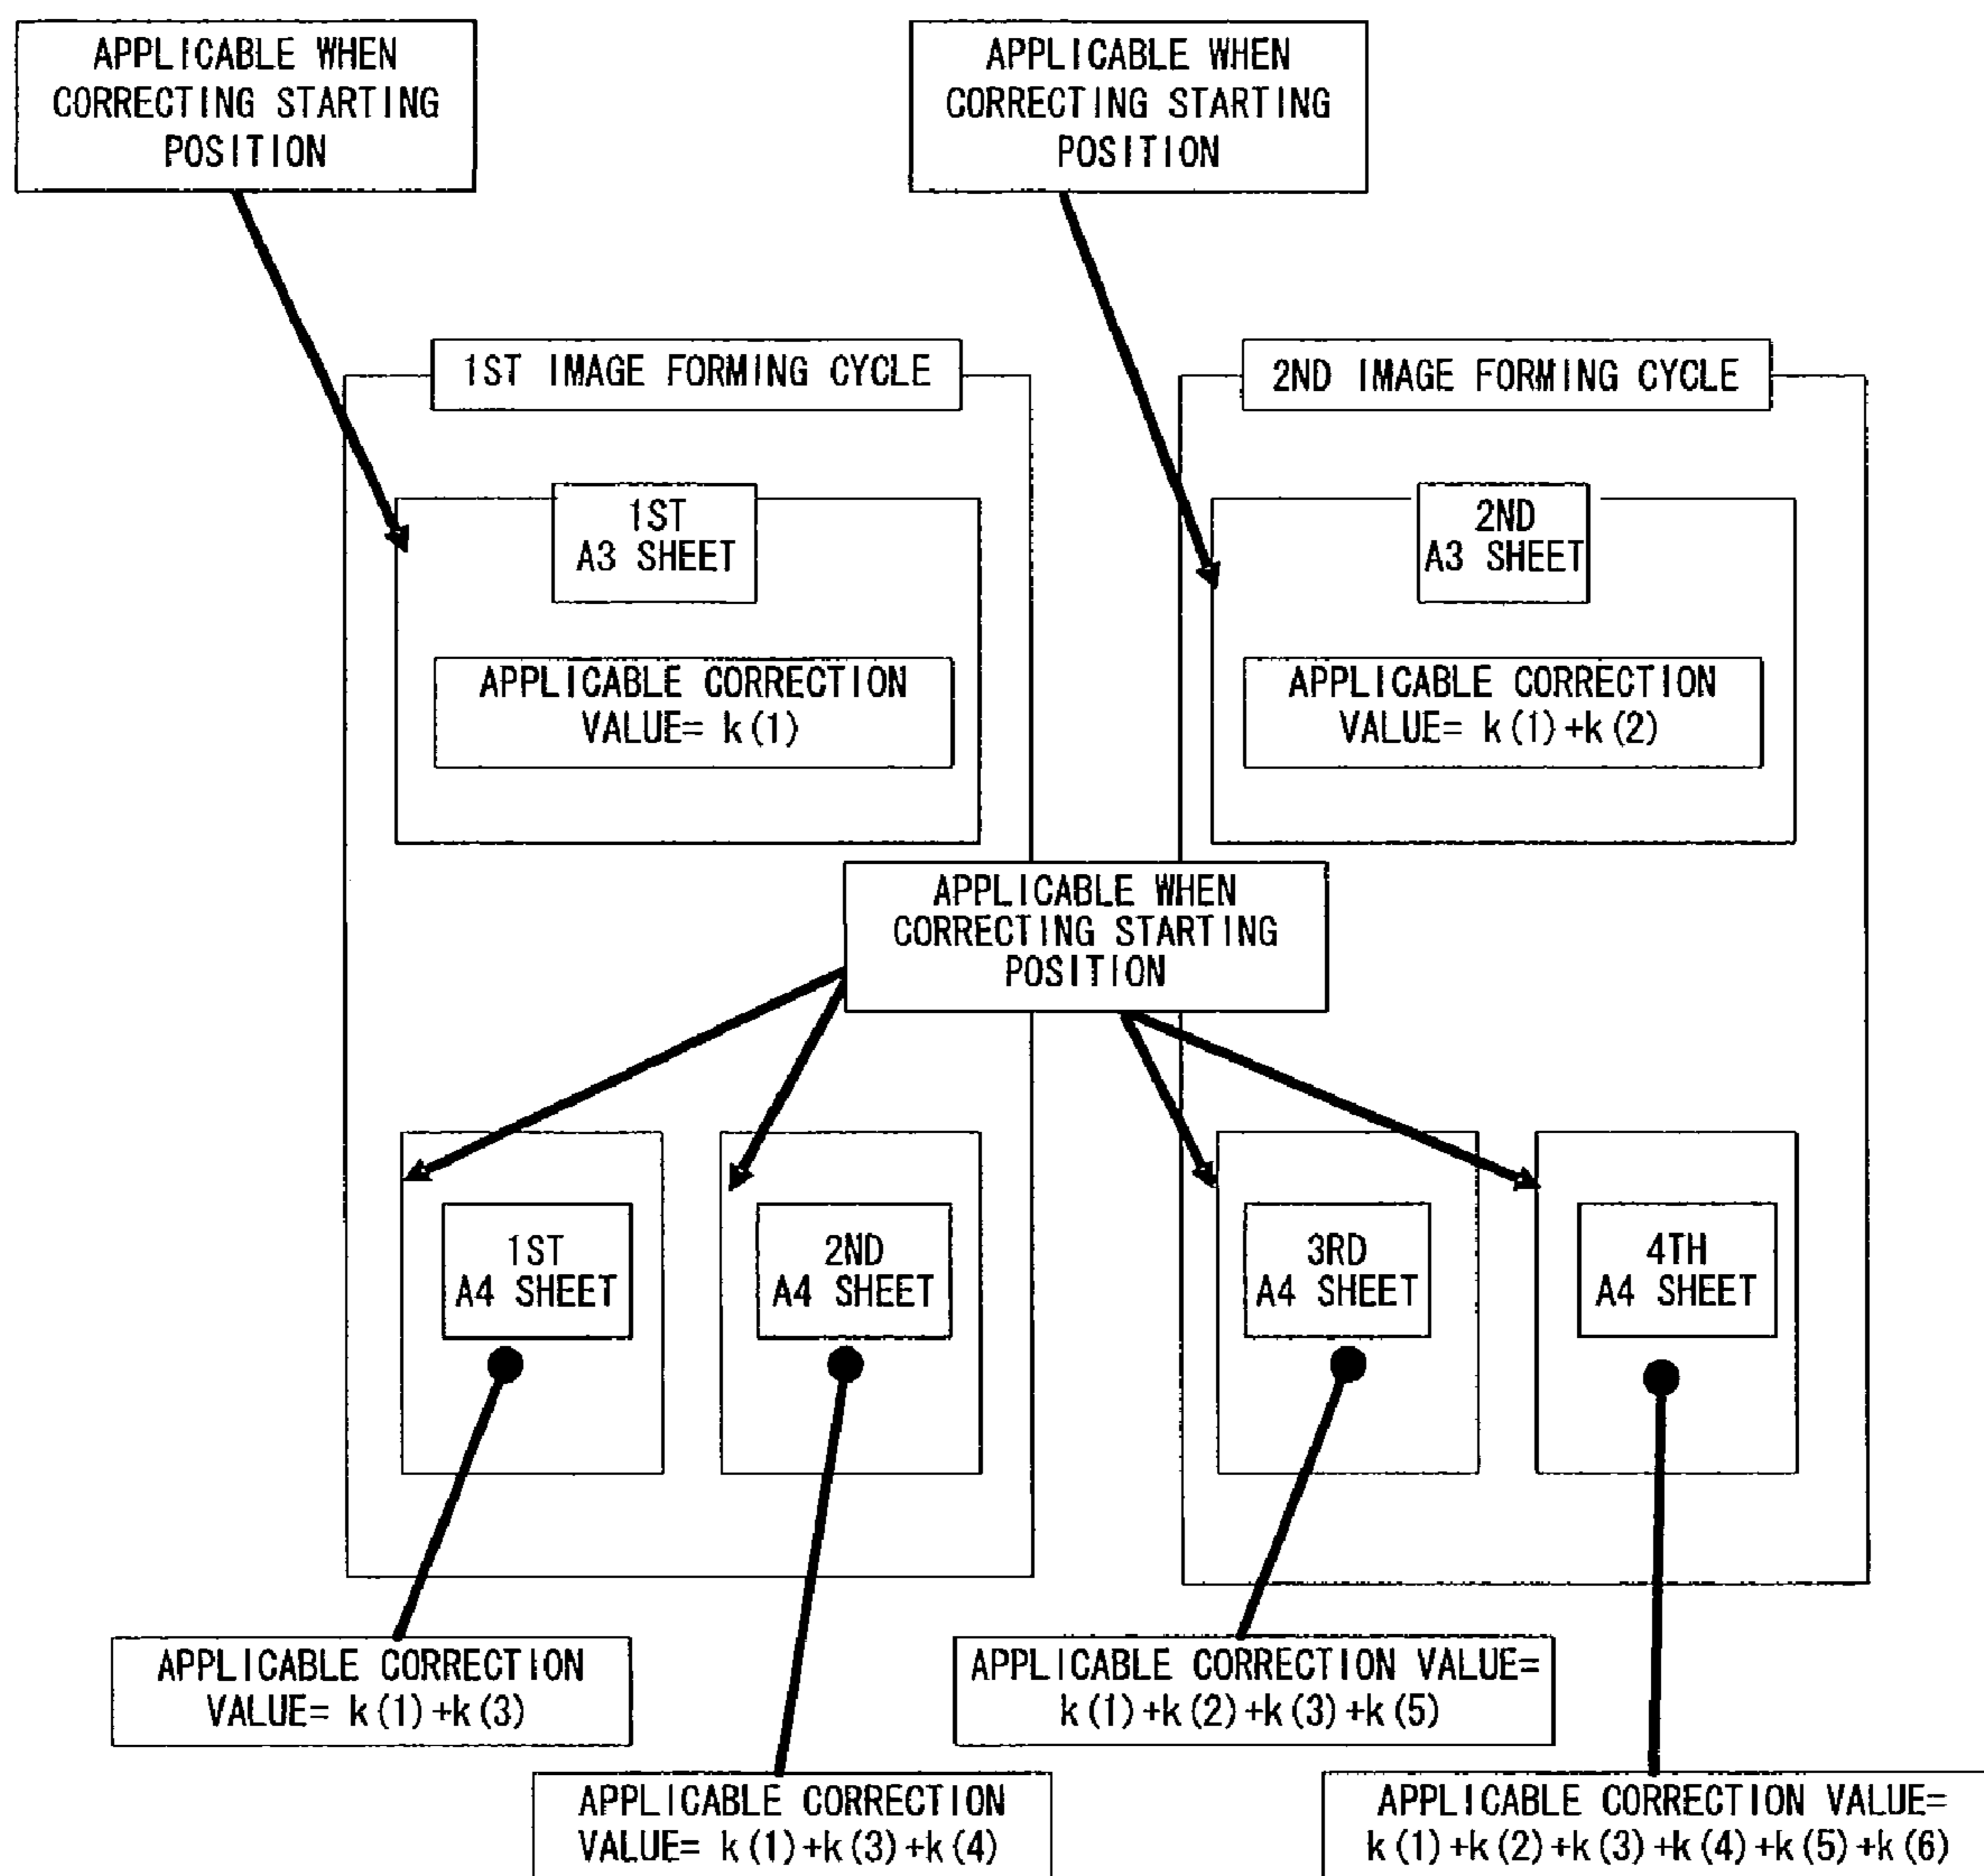 APPLICABLE WHEN
CORRECTING STARTING
POSITION
APPLICABLE WHEN
CORRECTING STARTING
POSITION
1ST IMAGE FORMING CYCLE
2ND IMAGE FORMING CYCLE
1ST
A3 SHEET
2ND
A3 SHEET
APPLICABLE CORRECTION
VALUE= k(1)
APPLICABLE CORRECTION
VALUE= k(1)+k(2)
APPLICABLE WHEN
CORRECTING STARTING
POSITION
1ST
A4 SHEET
2ND
A4 SHEET
3RD
A4 SHEET
4TH
A4 SHEET
APPLICABLE CORRECTION
VALUE= k(1)+k(3)
APPLICABLE CORRECTION VALUE=
k(1)+k(2)+k(3)+k(5)
APPLICABLE CORRECTION
VALUE= k(1)+k(3)+k(4)
APPLICABLE CORRECTION VALUE=
k(1)+k(2)+k(3)+k(4)+k(5)+k(6)